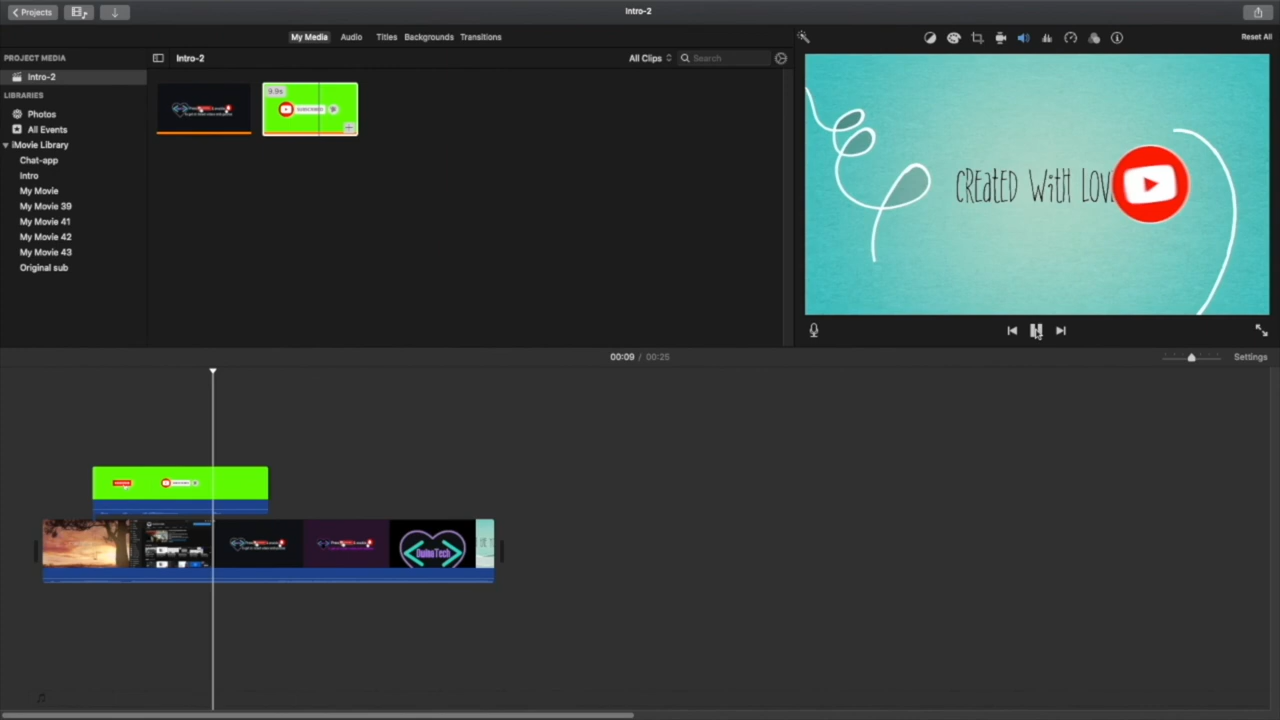 Projects
Intro-2
My Media
Audio
Titles
Backgrounds
Transitions
Reset All
PROJECT MEDIA
Intro-2
All Clips
Search
Intro-2
LIBRARIES
Photos
All Events
iMovie Library
Chat-app
Intro
My Movie
My Movie 39
My Movie 41
My Movie 42
My Movie 43
Original sub
9.9s
SUBSCRIBED
CREATED WITH LOV
00:09 / 00:25
Settings